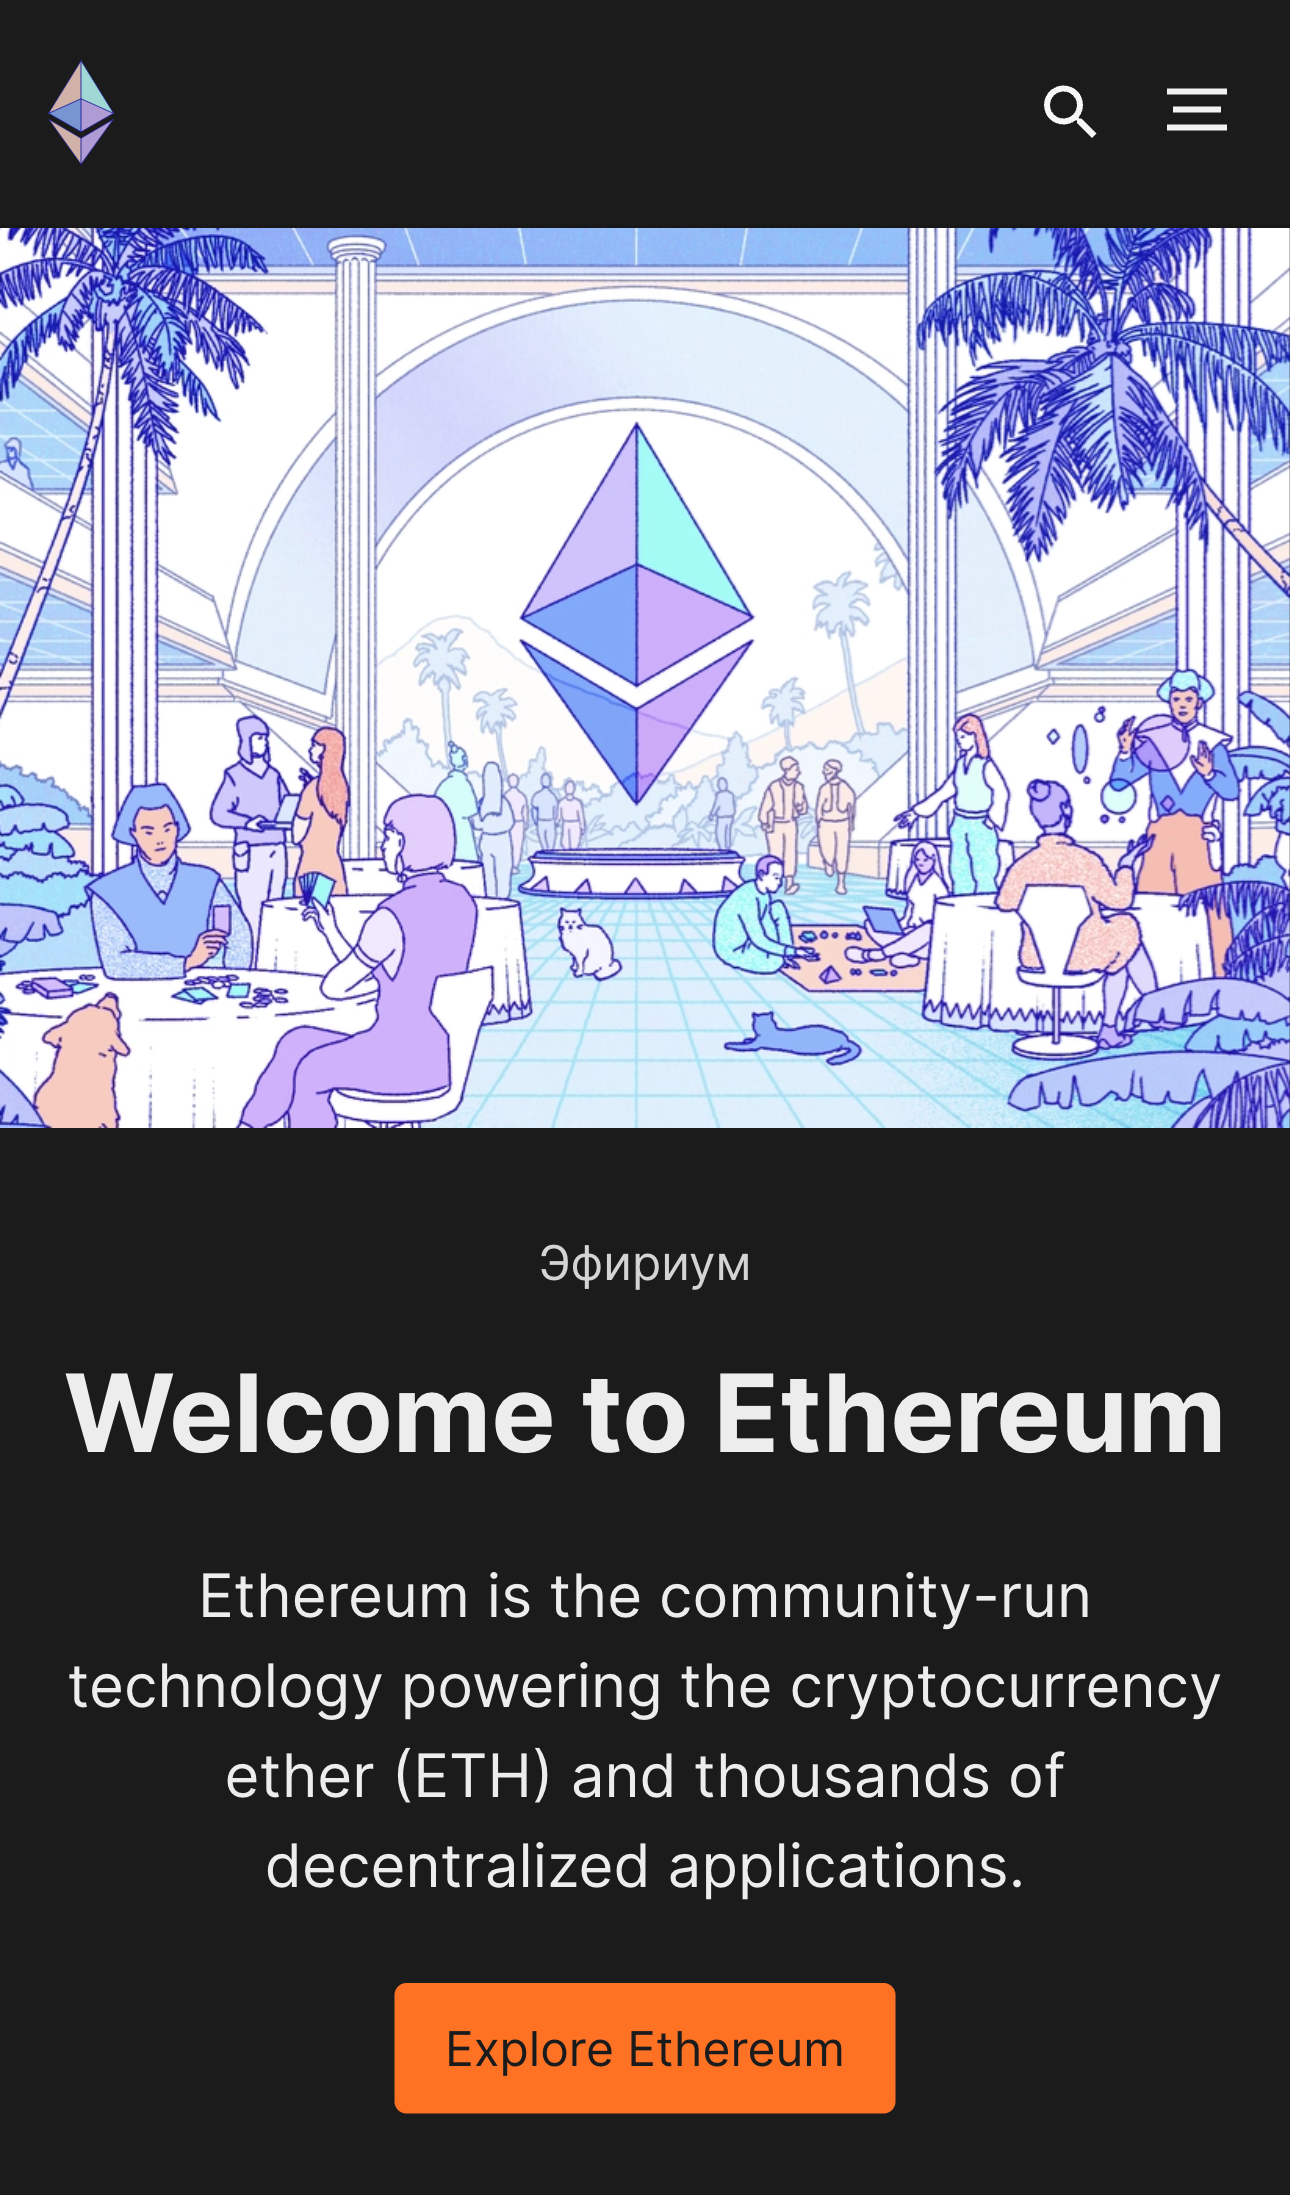 Эфириум
Welcome to Ethereum
Ethereum is the community-run
technology powering the cryptocurrency
ether (ETH) and thousands of
decentralized applications.
Explore Ethereum